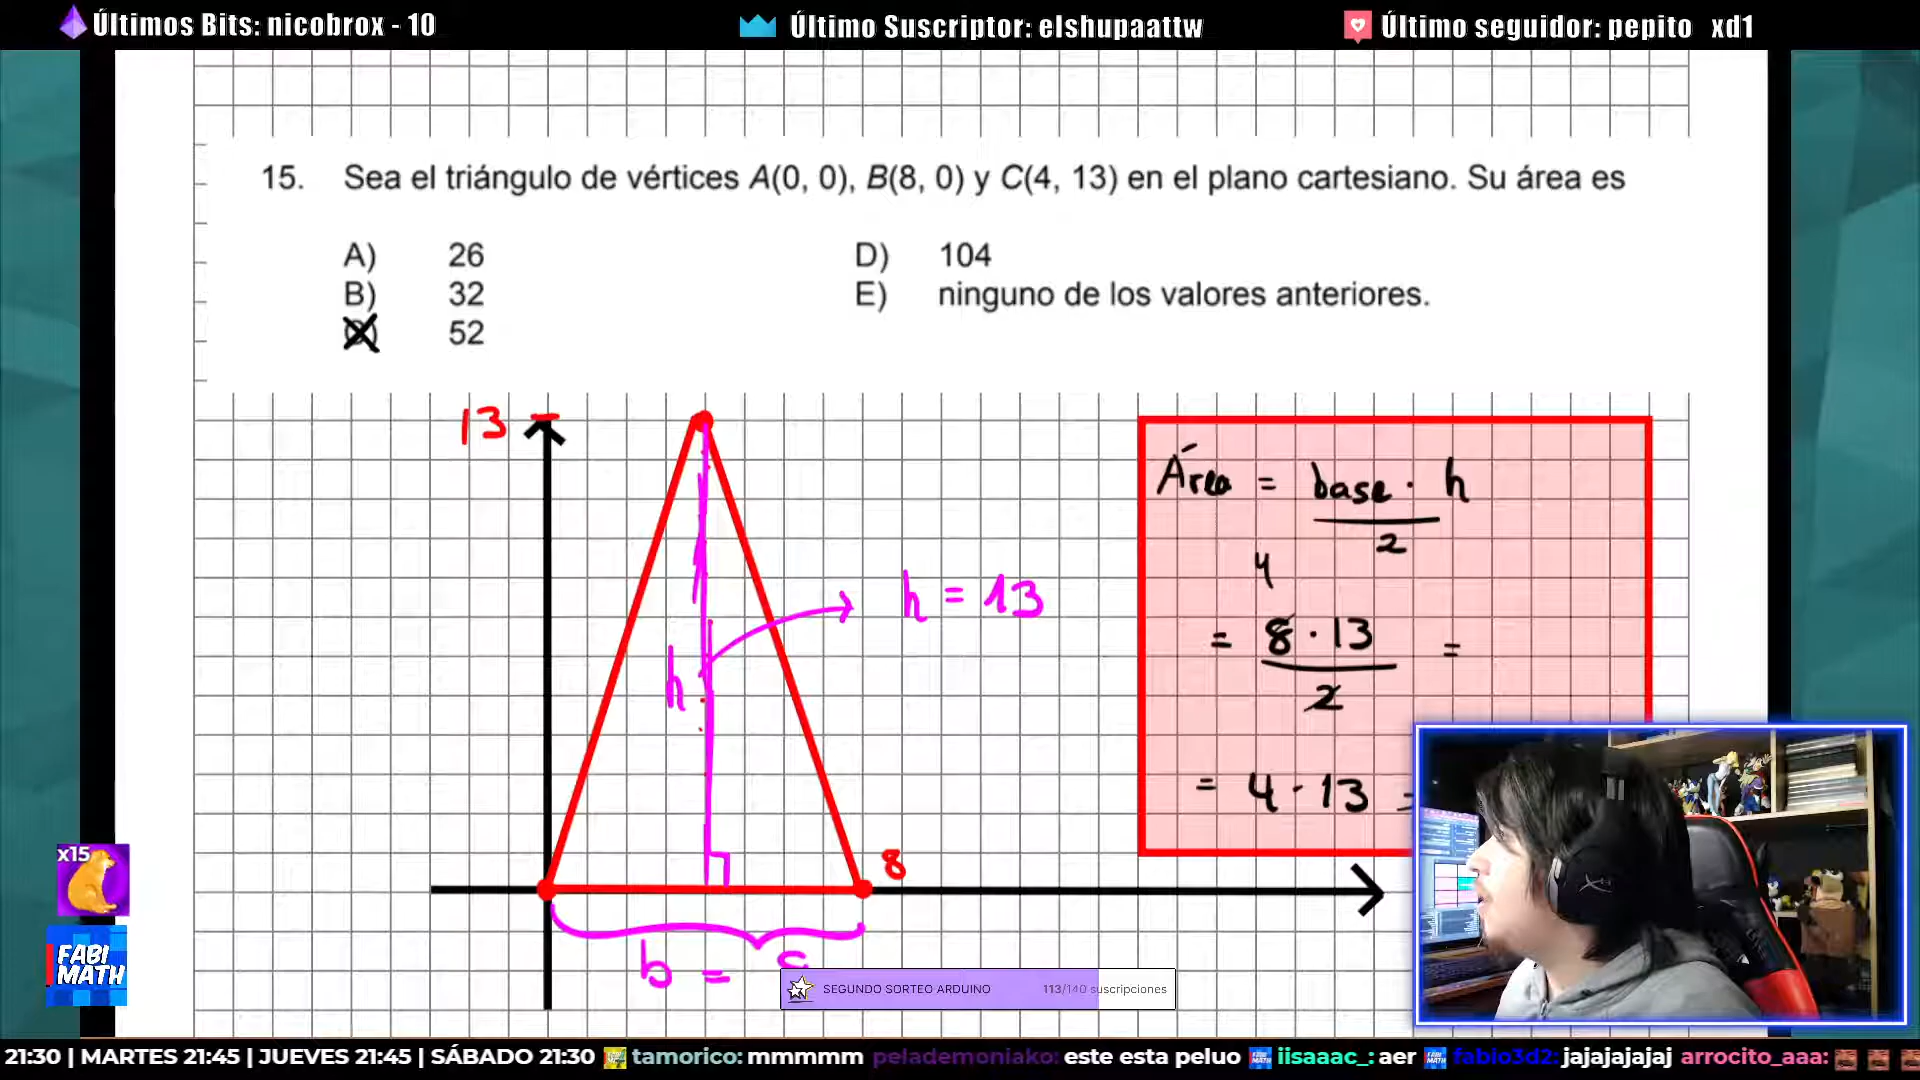 Últimos Bits: nicobrox - 10
Último Suscriptor: elshupaattw
Último seguidor: pepito xd1
15. Sea el triángulo de vértices A(0, 0), B(8, 0) y C(4, 13) en el plano cartesiano. Su área es
A) 26
B) 32
52
D) 104
E) ninguno de los valores anteriores.
13
h
h = 13
8
b =
Área = base · h
2
4
= 8 · 13 =
2
= 4 · 13 =
x15
FABI
MATH
SEGUNDO SORTEO ARDUINO 113/140 suscripciones
21:30 | MARTES 21:45 | JUEVES 21:45 | SÁBADO 21:30 tamorico: mmmmm pelademoniako: este esta peluo iisaaac_: aer fabio3d2: jajajajajaj arrocito_aaa: